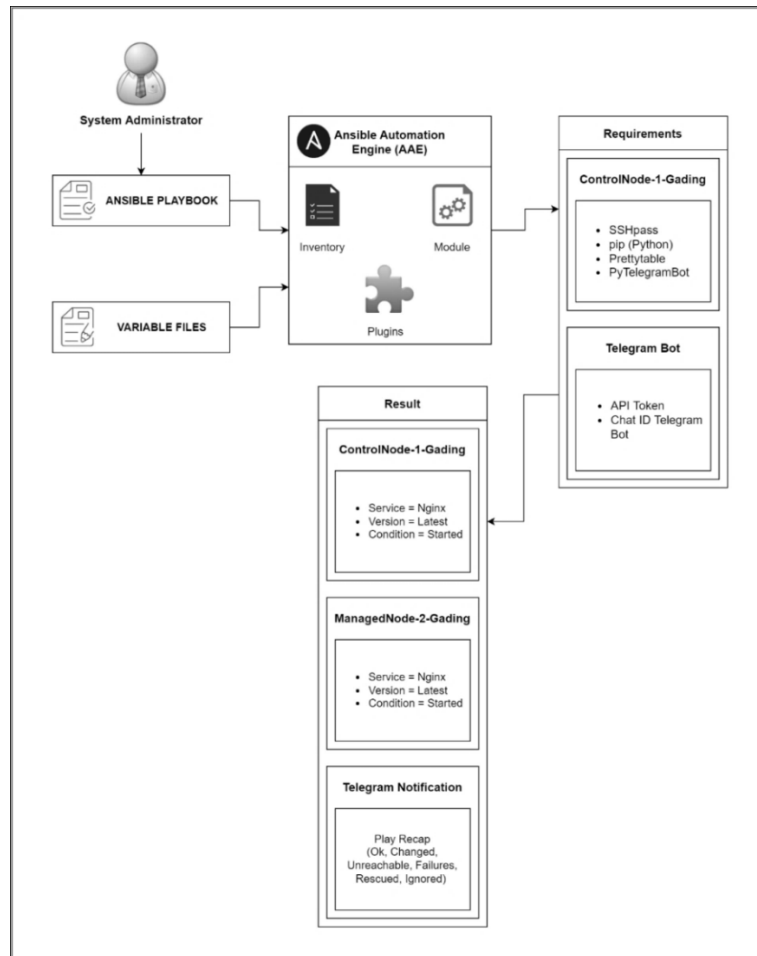 System Administrator
ANSIBLE PLAYBOOK
VARIABLE FILES
Ansible Automation
Engine (AAE)
Inventory
Module
Plugins
Requirements
ControlNode-1-Gading
• SSHpass
• pip (Python)
• Prettytable
• PyTelegramBot
Telegram Bot
• API Token
• Chat ID Telegram
Bot
Result
ControlNode-1-Gading
• Service = Nginx
• Version = Latest
• Condition = Started
ManagedNode-2-Gading
• Service = Nginx
• Version = Latest
• Condition = Started
Telegram Notification
Play Recap
(Ok, Changed,
Unreachable, Failures,
Rescued, Ignored)